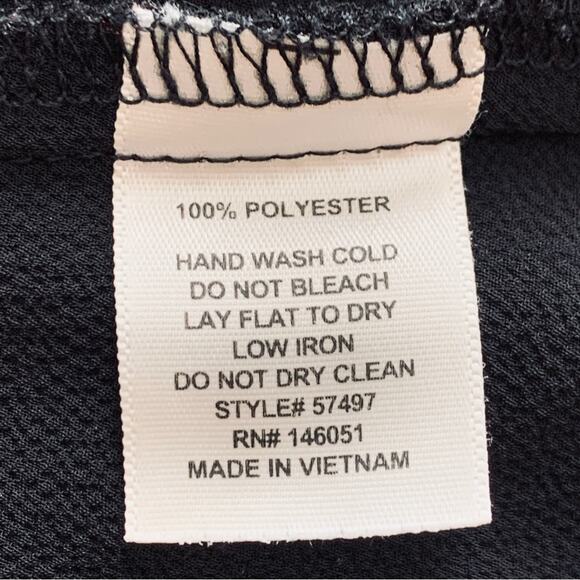 100% POLYESTER
HAND WASH COLD
DO NOT BLEACH
LAY FLAT TO DRY
LOW IRON
DO NOT DRY CLEAN
STYLE# 57497
RN# 146051
MADE IN VIETNAM